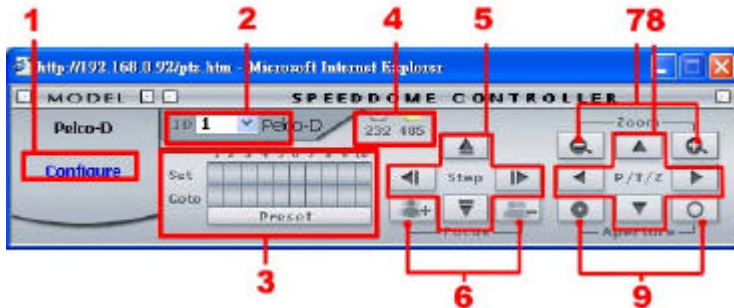 1 2 4 5 78
http://192.168.0.92/ptz.htm - Microsoft Internet Explorer
MODEL SPEEDDOME CONTROLLER
Pelco-D ID 1 Pelco-D 232 485 Zoom
Configure 1 2 3 4 5 6 7 8 9 10
Set Step P/T/Z
Goto
Preset
Focus Aperture
3 6 9